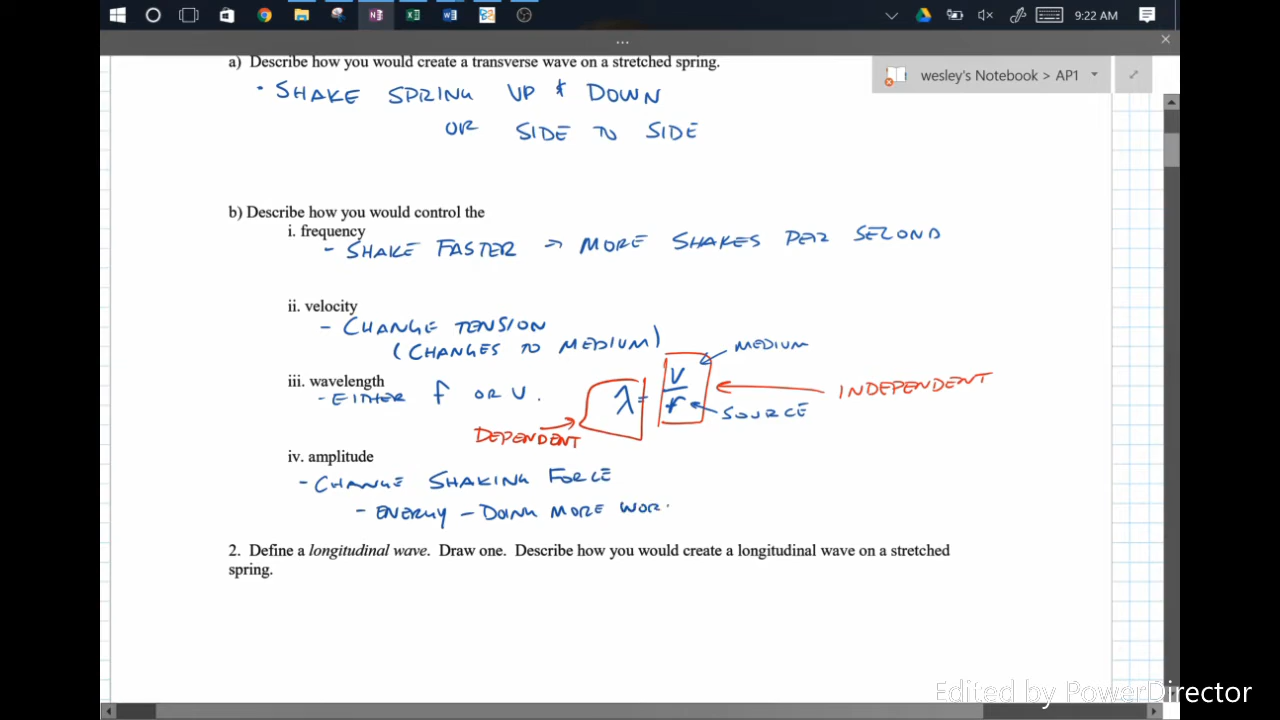 9:22 AM
...
wesley's Notebook > AP1
a) Describe how you would create a transverse wave on a stretched spring.
· SHAKE SPRING UP & DOWN
OR SIDE TO SIDE
b) Describe how you would control the
i. frequency
- SHAKE FASTER → MORE SHAKES PER SECOND
ii. velocity
- CHANGE TENSION
(CHANGES TO MEDIUM)
MEDIUM
iii. wavelength
- EITHER f OR V.
λ = V/f
SOURCE
INDEPENDENT
DEPENDENT
iv. amplitude
- CHANGE SHAKING FORCE
- ENERGY - DOING MORE WOR
2. Define a longitudinal wave. Draw one. Describe how you would create a longitudinal wave on a stretched
spring.
Edited by PowerDirector